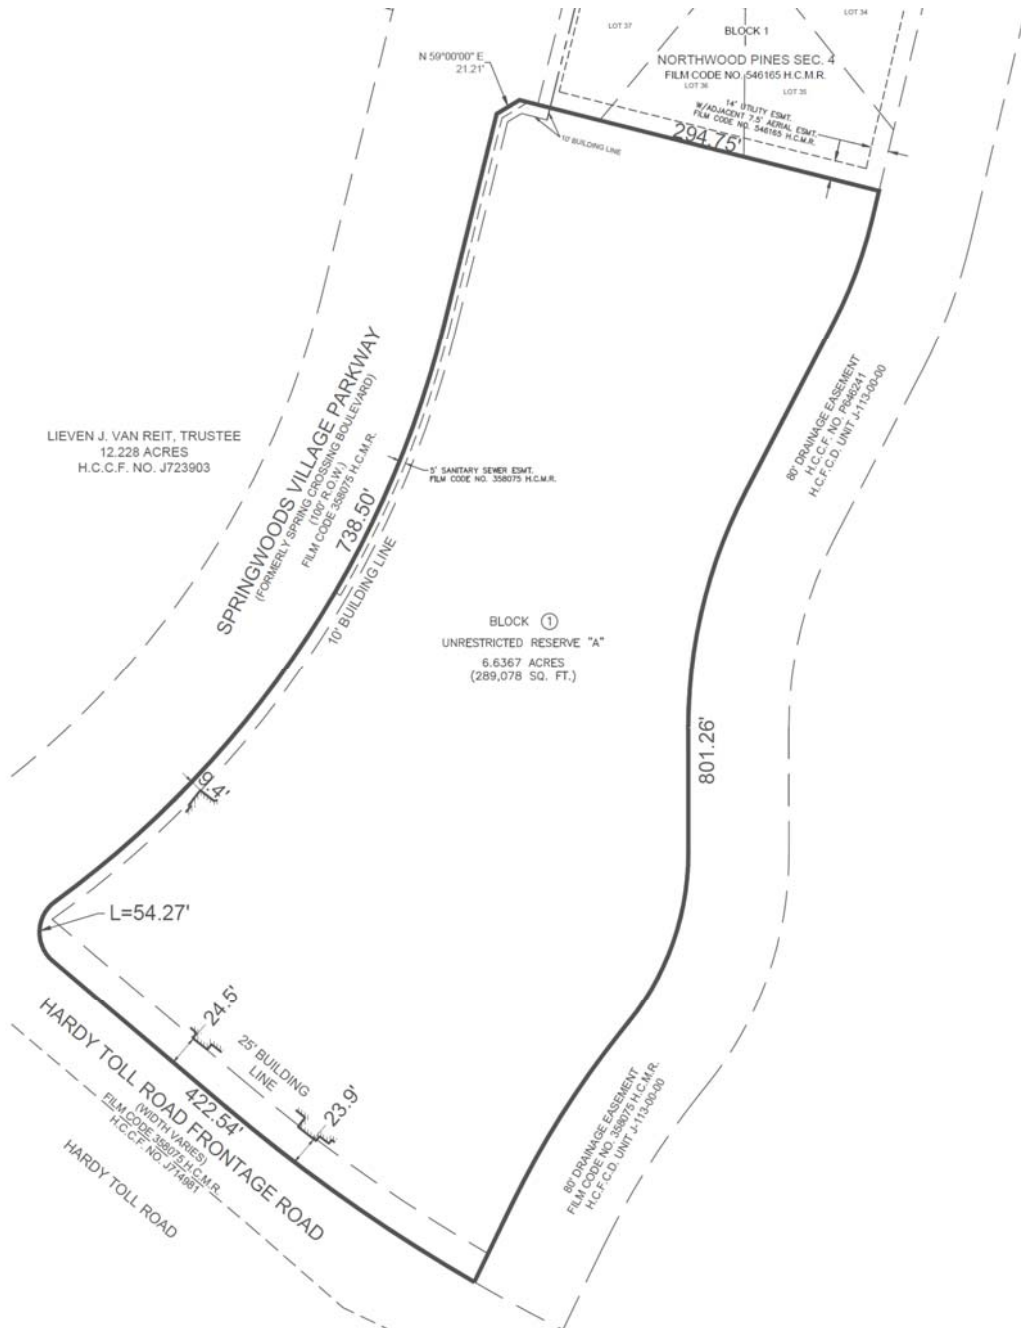 LOT 37
LOT 34
BLOCK 1
NORTHWOOD PINES SEC. 4
FILM CODE NO. 546165 H.C.M.R.
LOT 36
LOT 35
N 59°00'00" E
21.21'
14' UTILITY ESMT.
W/ADJACENT 7.5' AERIAL ESMT.
FILM CODE NO. 546165 H.C.M.R.
294.75'
10' BUILDING LINE
LIEVEN J. VAN REIT, TRUSTEE
12.228 ACRES
H.C.C.F. NO. J723903
SPRINGWOODS VILLAGE PARKWAY
(FORMERLY SPRING CROSSING BOULEVARD)
(100' R.O.W.)
FILM CODE 358075 H.C.M.R.
738.50'
10' BUILDING LINE
5' SANITARY SEWER ESMT.
FILM CODE NO. 358075 H.C.M.R.
80' DRAINAGE EASEMENT
H.C.C.F. NO. P646241
H.C.F.C.D. UNIT J-113-00-00
BLOCK 1
UNRESTRICTED RESERVE "A"
6.6367 ACRES
(289,078 SQ. FT.)
801.26'
9.4'
L=54.27'
24.5'
25' BUILDING
LINE
23.9'
422.54'
HARDY TOLL ROAD FRONTAGE ROAD
(WIDTH VARIES)
FILM CODE 358075 H.C.M.R.
H.C.C.F. NO. J714981
HARDY TOLL ROAD
80' DRAINAGE EASEMENT
FILM CODE NO. 358075 H.C.M.R.
H.C.F.C.D. UNIT J-113-00-00